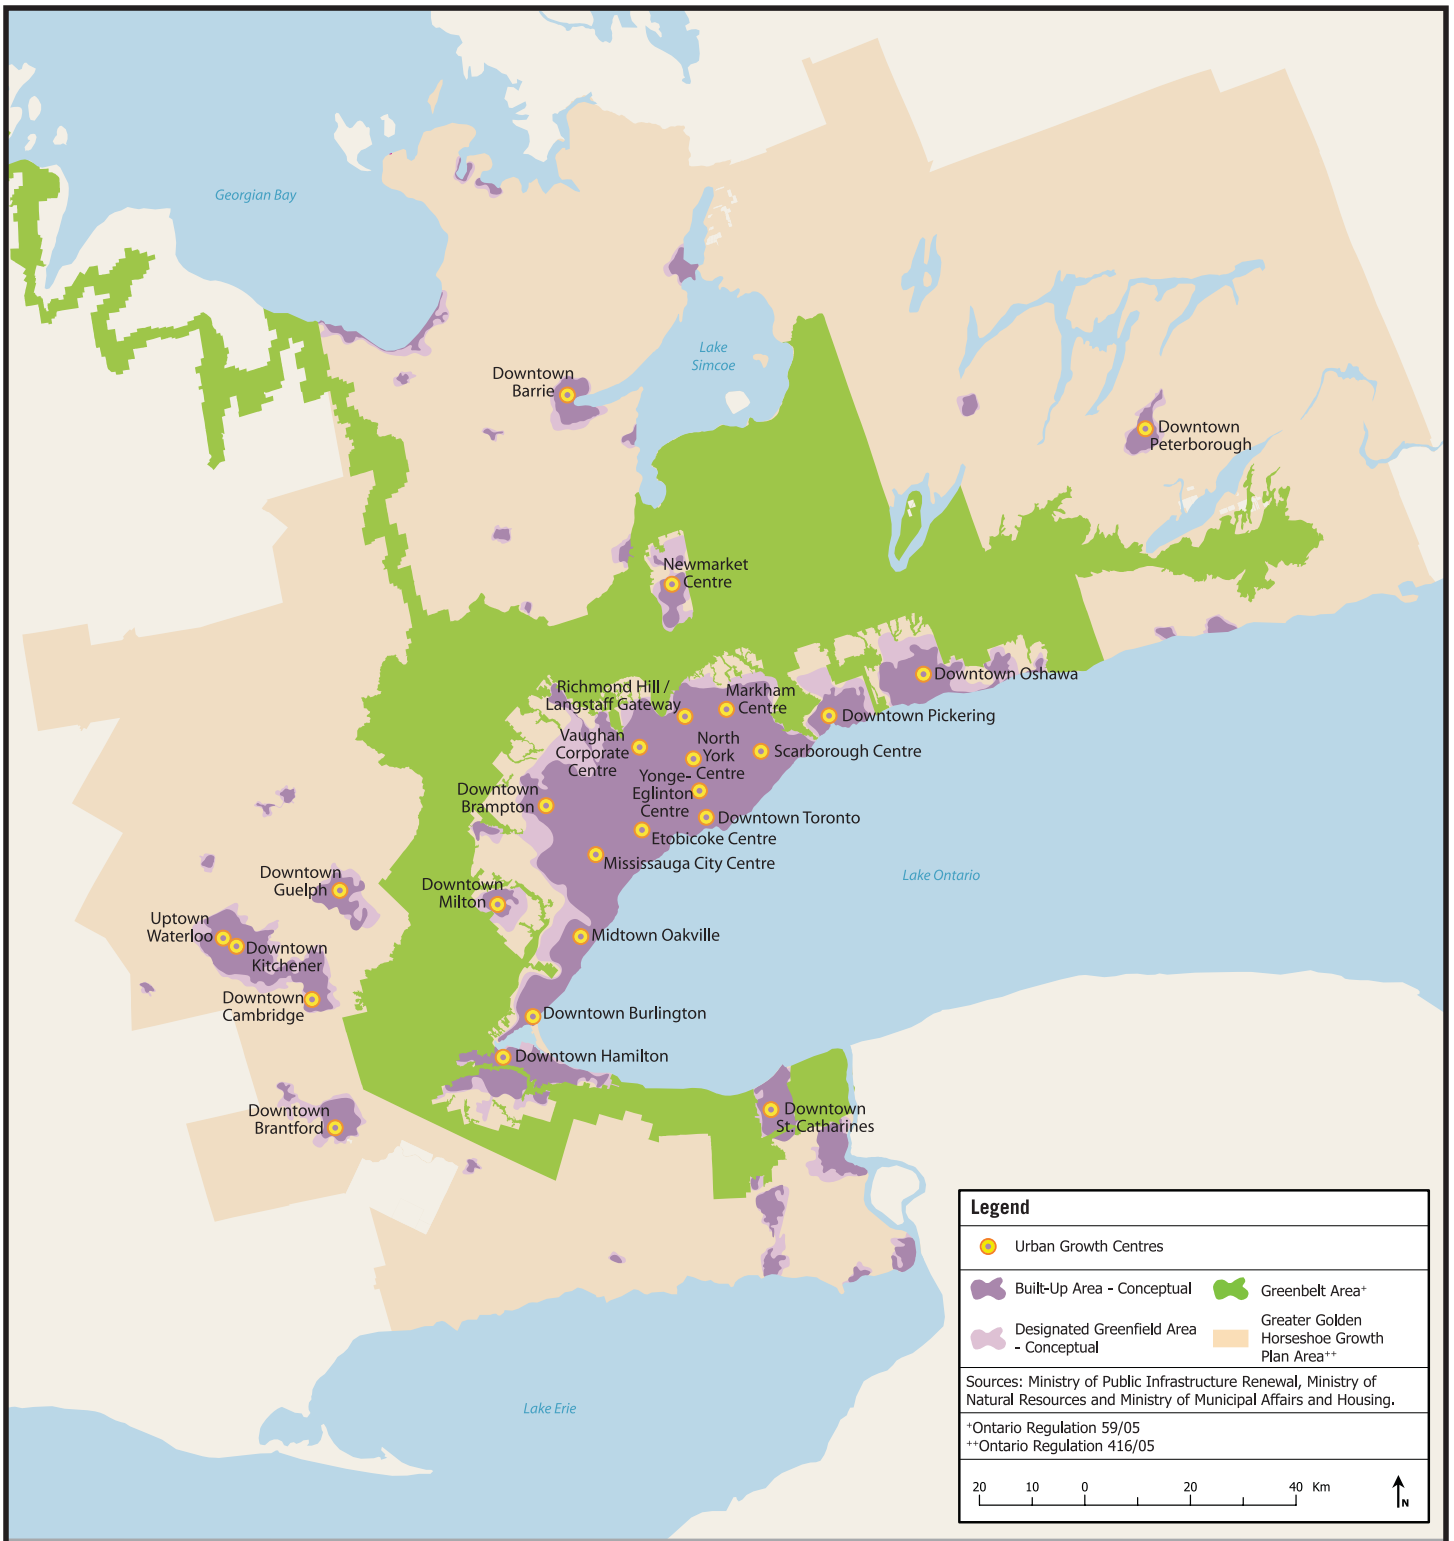 Georgian Bay
Lake
Simcoe
Downtown
Barrie
Downtown
Peterborough
Newmarket
Centre
Richmond Hill /
Langstaff Gateway
Markham
Centre
Downtown Oshawa
Downtown Pickering
Vaughan
Corporate
Centre
North
York
Centre
Scarborough Centre
Yonge-
Eglinton
Centre
Downtown
Brampton
Downtown Toronto
Etobicoke Centre
Mississauga City Centre
Lake Ontario
Downtown
Guelph
Downtown
Milton
Uptown
Waterloo
Downtown
Kitchener
Midtown Oakville
Downtown
Cambridge
Downtown Burlington
Downtown Hamilton
Downtown
Brantford
Downtown
St. Catharines
Lake Erie
Legend
Urban Growth Centres
Built-Up Area - Conceptual
Greenbelt Area+
Designated Greenfield Area
- Conceptual
Greater Golden
Horseshoe Growth
Plan Area++
Sources: Ministry of Public Infrastructure Renewal, Ministry of
Natural Resources and Ministry of Municipal Affairs and Housing.
+Ontario Regulation 59/05
++Ontario Regulation 416/05
20 10 0 20 40 Km
N